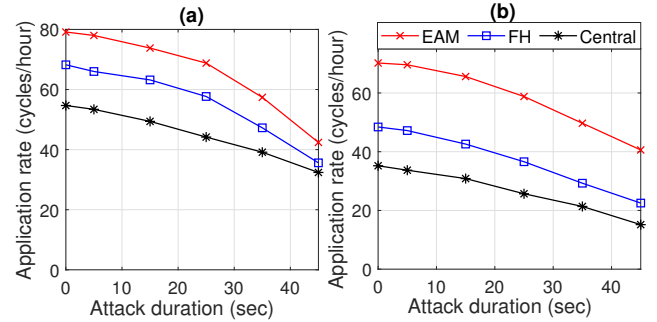 (a)
Application rate (cycles/hour)
80
60
40
20
0
0 10 20 30 40
Attack duration (sec)
(b)
EAM FH Central
Application rate (cycles/hour)
60
40
20
0
0 10 20 30 40
Attack duration (sec)